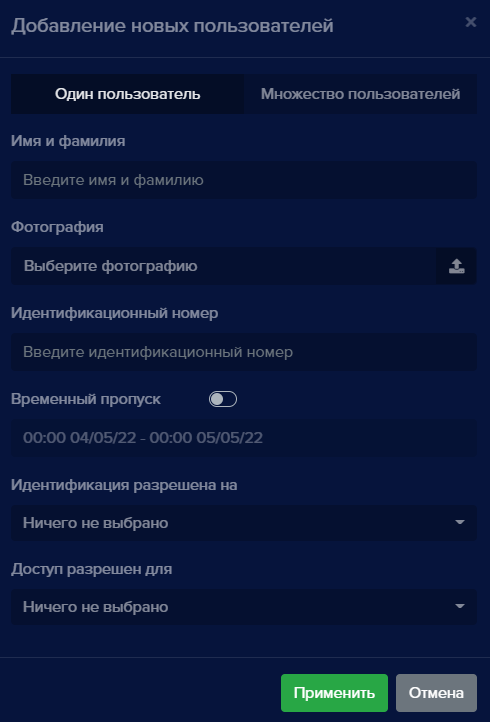 Добавление новых пользователей
×
Один пользователь
Множество пользователей
Имя и фамилия
Введите имя и фамилию
Фотография
Выберите фотографию
Идентификационный номер
Введите идентификационный номер
Временный пропуск
00:00 04/05/22 - 00:00 05/05/22
Идентификация разрешена на
Ничего не выбрано
Доступ разрешен для
Ничего не выбрано
Применить
Отмена